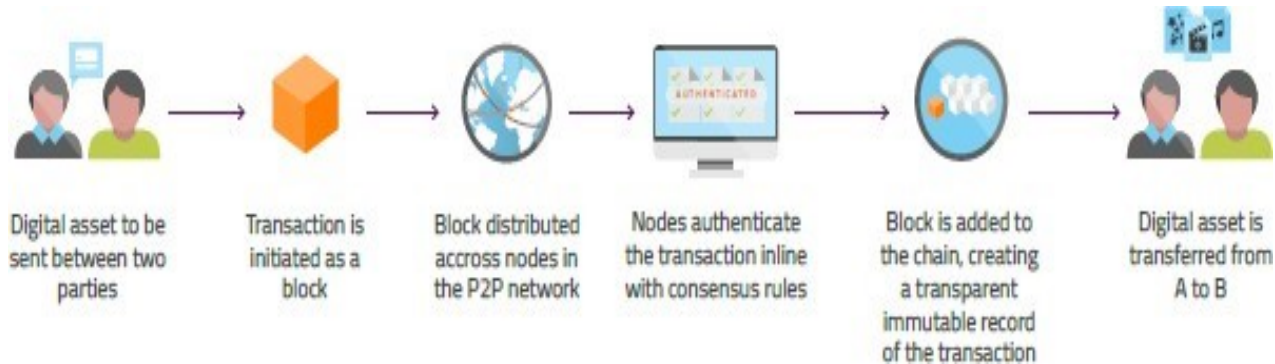 Digital asset to be
sent between two
parties
Transaction is
initiated as a
block
Block distributed
accross nodes in
the P2P network
AUTHENTICATED
Nodes authenticate
the transaction inline
with consensus rules
Block is added to
the chain, creating
a transparent
immutable record
of the transaction
Digital asset is
transferred from
A to B